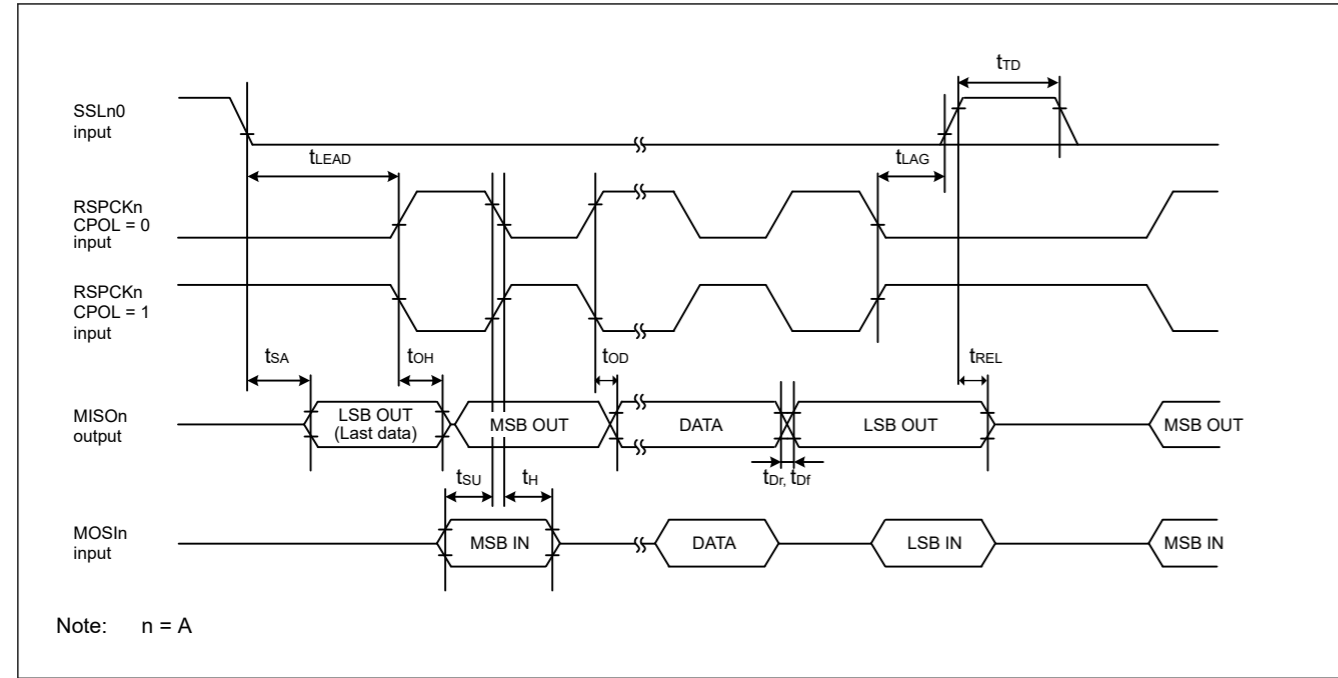 tTD
SSLn0
input
tLEAD
tLAG
RSPCKn
CPOL = 0
input
RSPCKn
CPOL = 1
input
tSA
tOH
tOD
tREL
MISOn
output
LSB OUT
(Last data)
MSB OUT
DATA
LSB OUT
MSB OUT
tSU
tH
tDr, tDf
MOSIn
input
MSB IN
DATA
LSB IN
MSB IN
Note: n = A